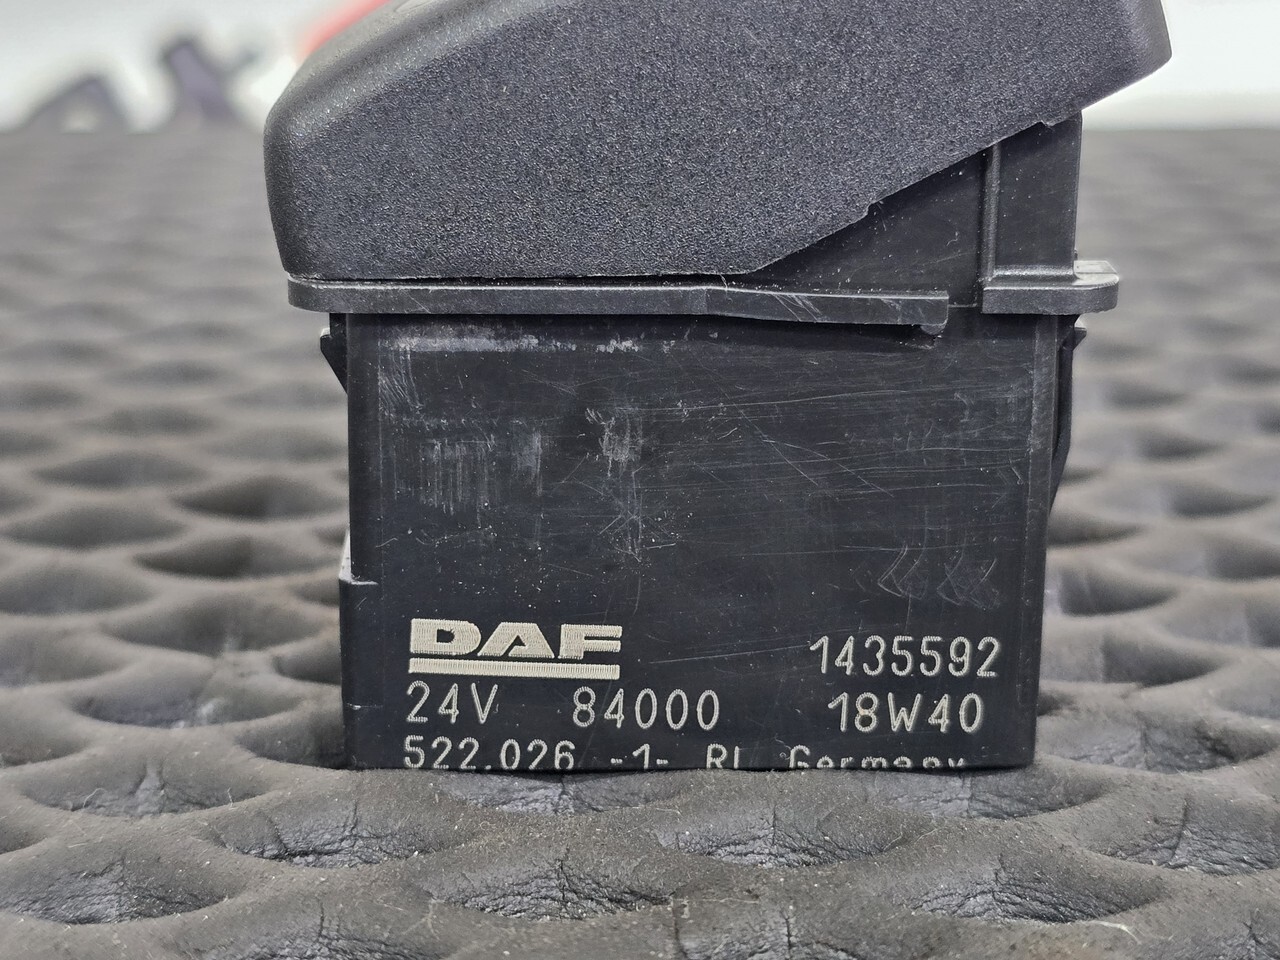 DAF 1435592
24V 84000 18W40
522.026 -1- RL Germany